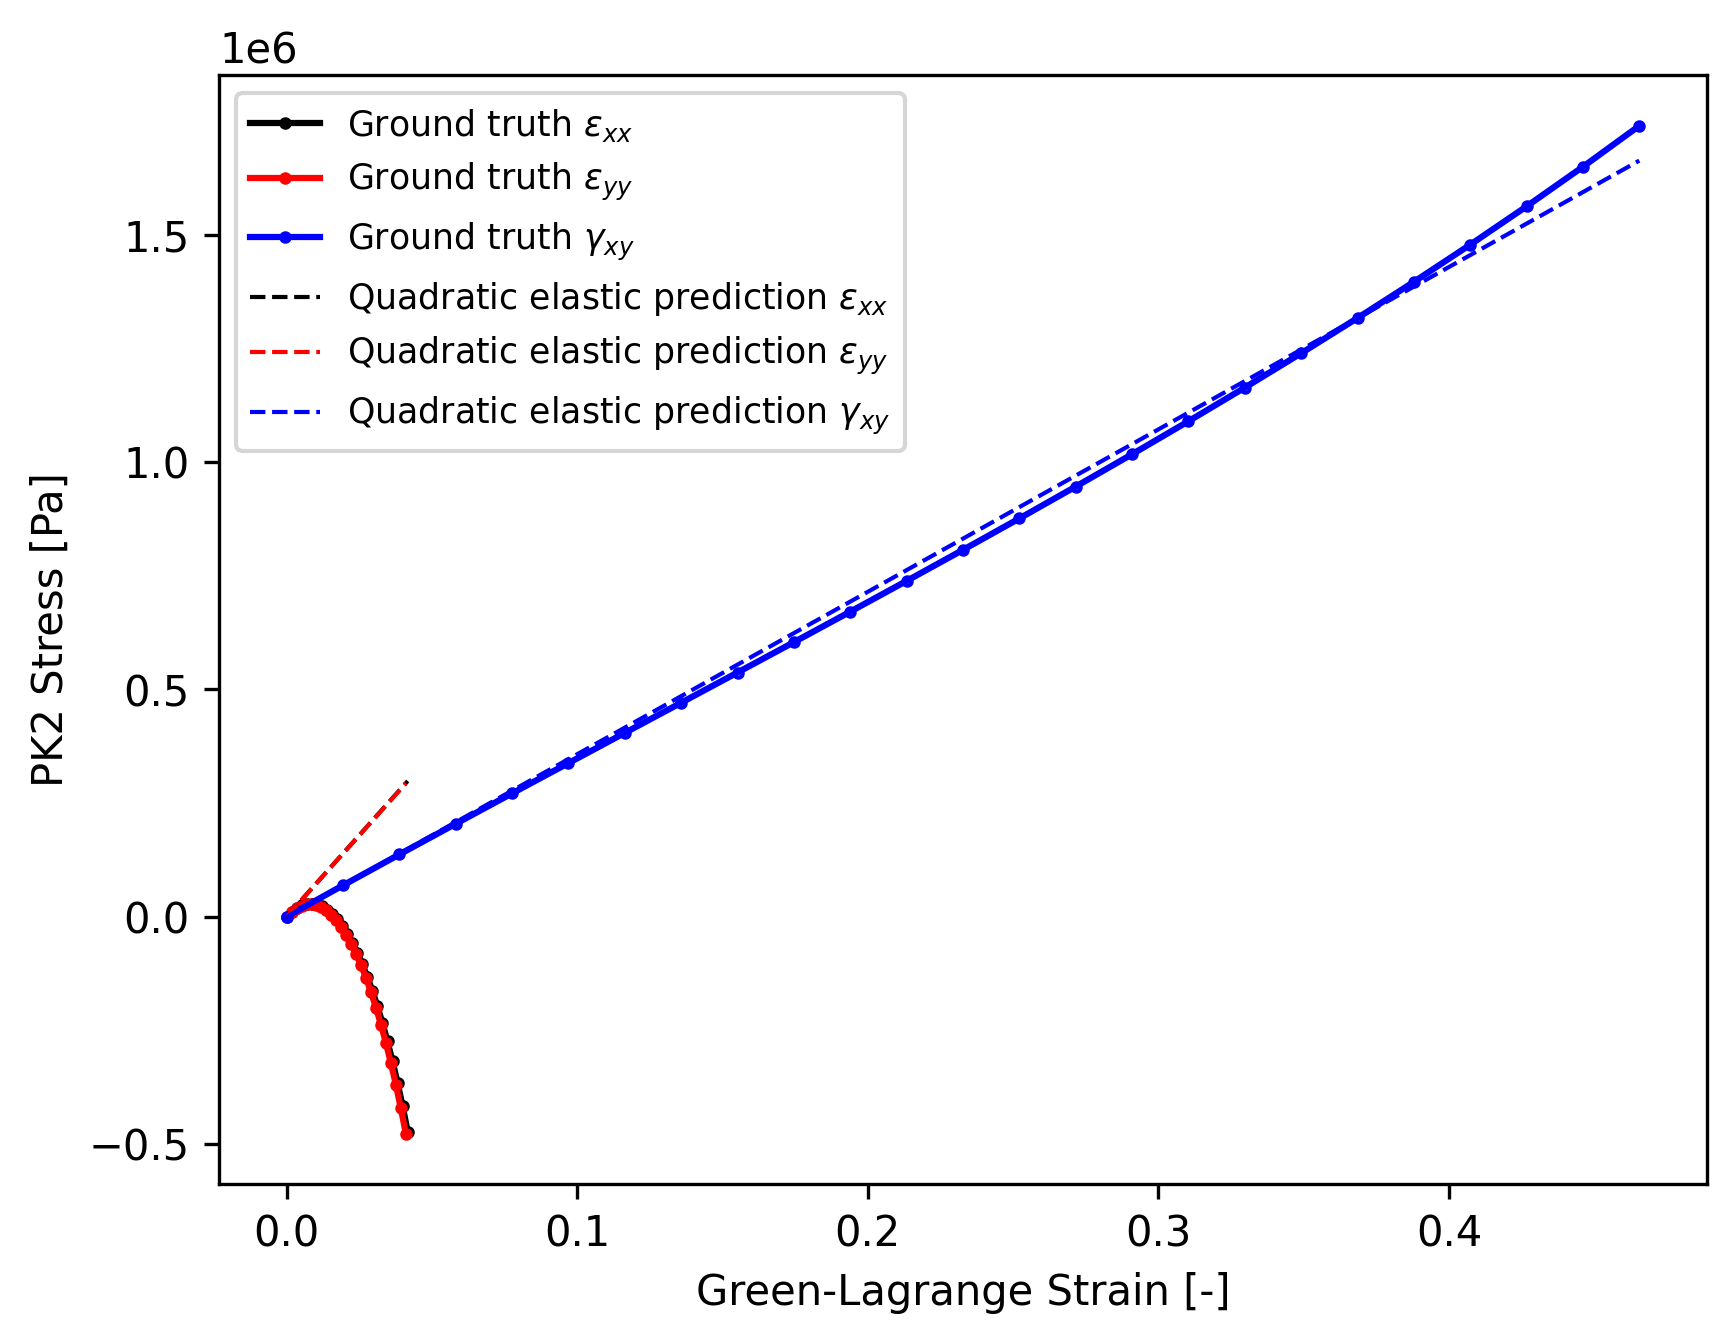 1e6
Ground truth εxx
Ground truth εyy
Ground truth γxy
Quadratic elastic prediction εxx
Quadratic elastic prediction εyy
Quadratic elastic prediction γxy
1.5
1.0
0.5
0.0
−0.5
PK2 Stress [Pa]
0.0 0.1 0.2 0.3 0.4
Green-Lagrange Strain [-]